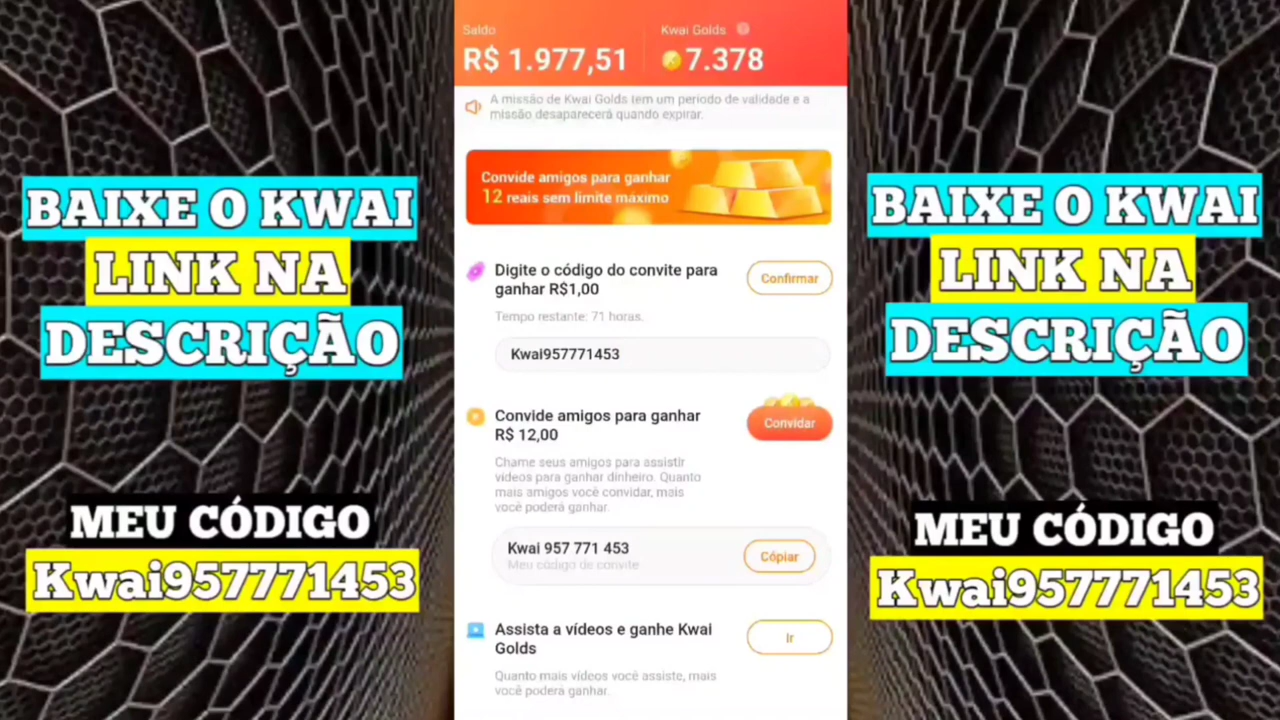 BAIXE O KWAI
LINK NA
DESCRIÇÃO
MEU CÓDIGO
Kwai957771453
Saldo
R$ 1.977,51
Kwai Golds
7.378
A missão de Kwai Golds tem um período de validade e a
missão desaparecerá quando expirar.
Convide amigos para ganhar
12 reais sem limite máximo
Digite o código do convite para
ganhar R$1,00
Confirmar
Tempo restante: 71 horas.
Kwai957771453
Convide amigos para ganhar
R$ 12,00
Convidar
Chame seus amigos para assistir
vídeos para ganhar dinheiro. Quanto
mais amigos você convidar, mais
você poderá ganhar.
Kwai 957 771 453
Meu código de convite
Cópiar
Assista a vídeos e ganhe Kwai
Golds
Ir
Quanto mais vídeos você assiste, mais
você poderá ganhar.
BAIXE O KWAI
LINK NA
DESCRIÇÃO
MEU CÓDIGO
Kwai957771453